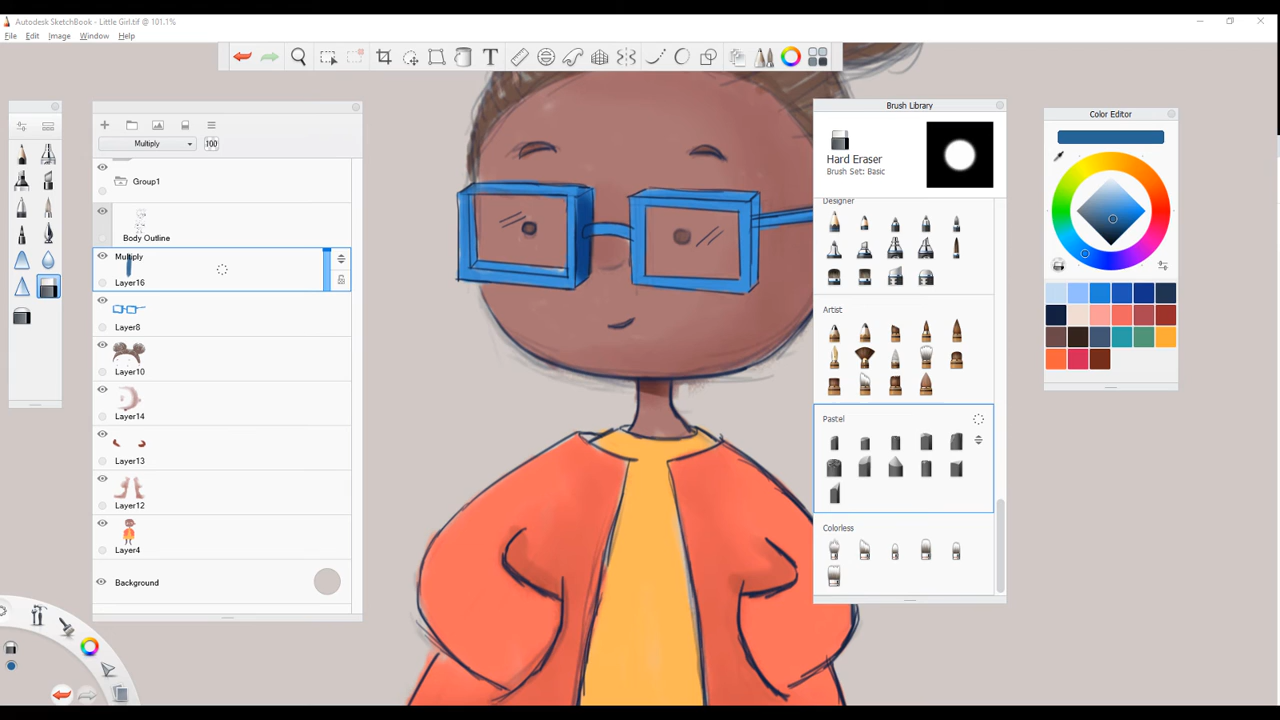 Autodesk SketchBook - Little Girl.tif @ 101.1%
File Edit Image Window Help
T
Multiply 100
Group1
Body Outline
Multiply
Layer16
Layer8
Layer10
Layer14
Layer13
Layer12
Layer4
Background
Brush Library
Hard Eraser
Brush Set: Basic
Designer
Artist
Pastel
Colorless
Color Editor